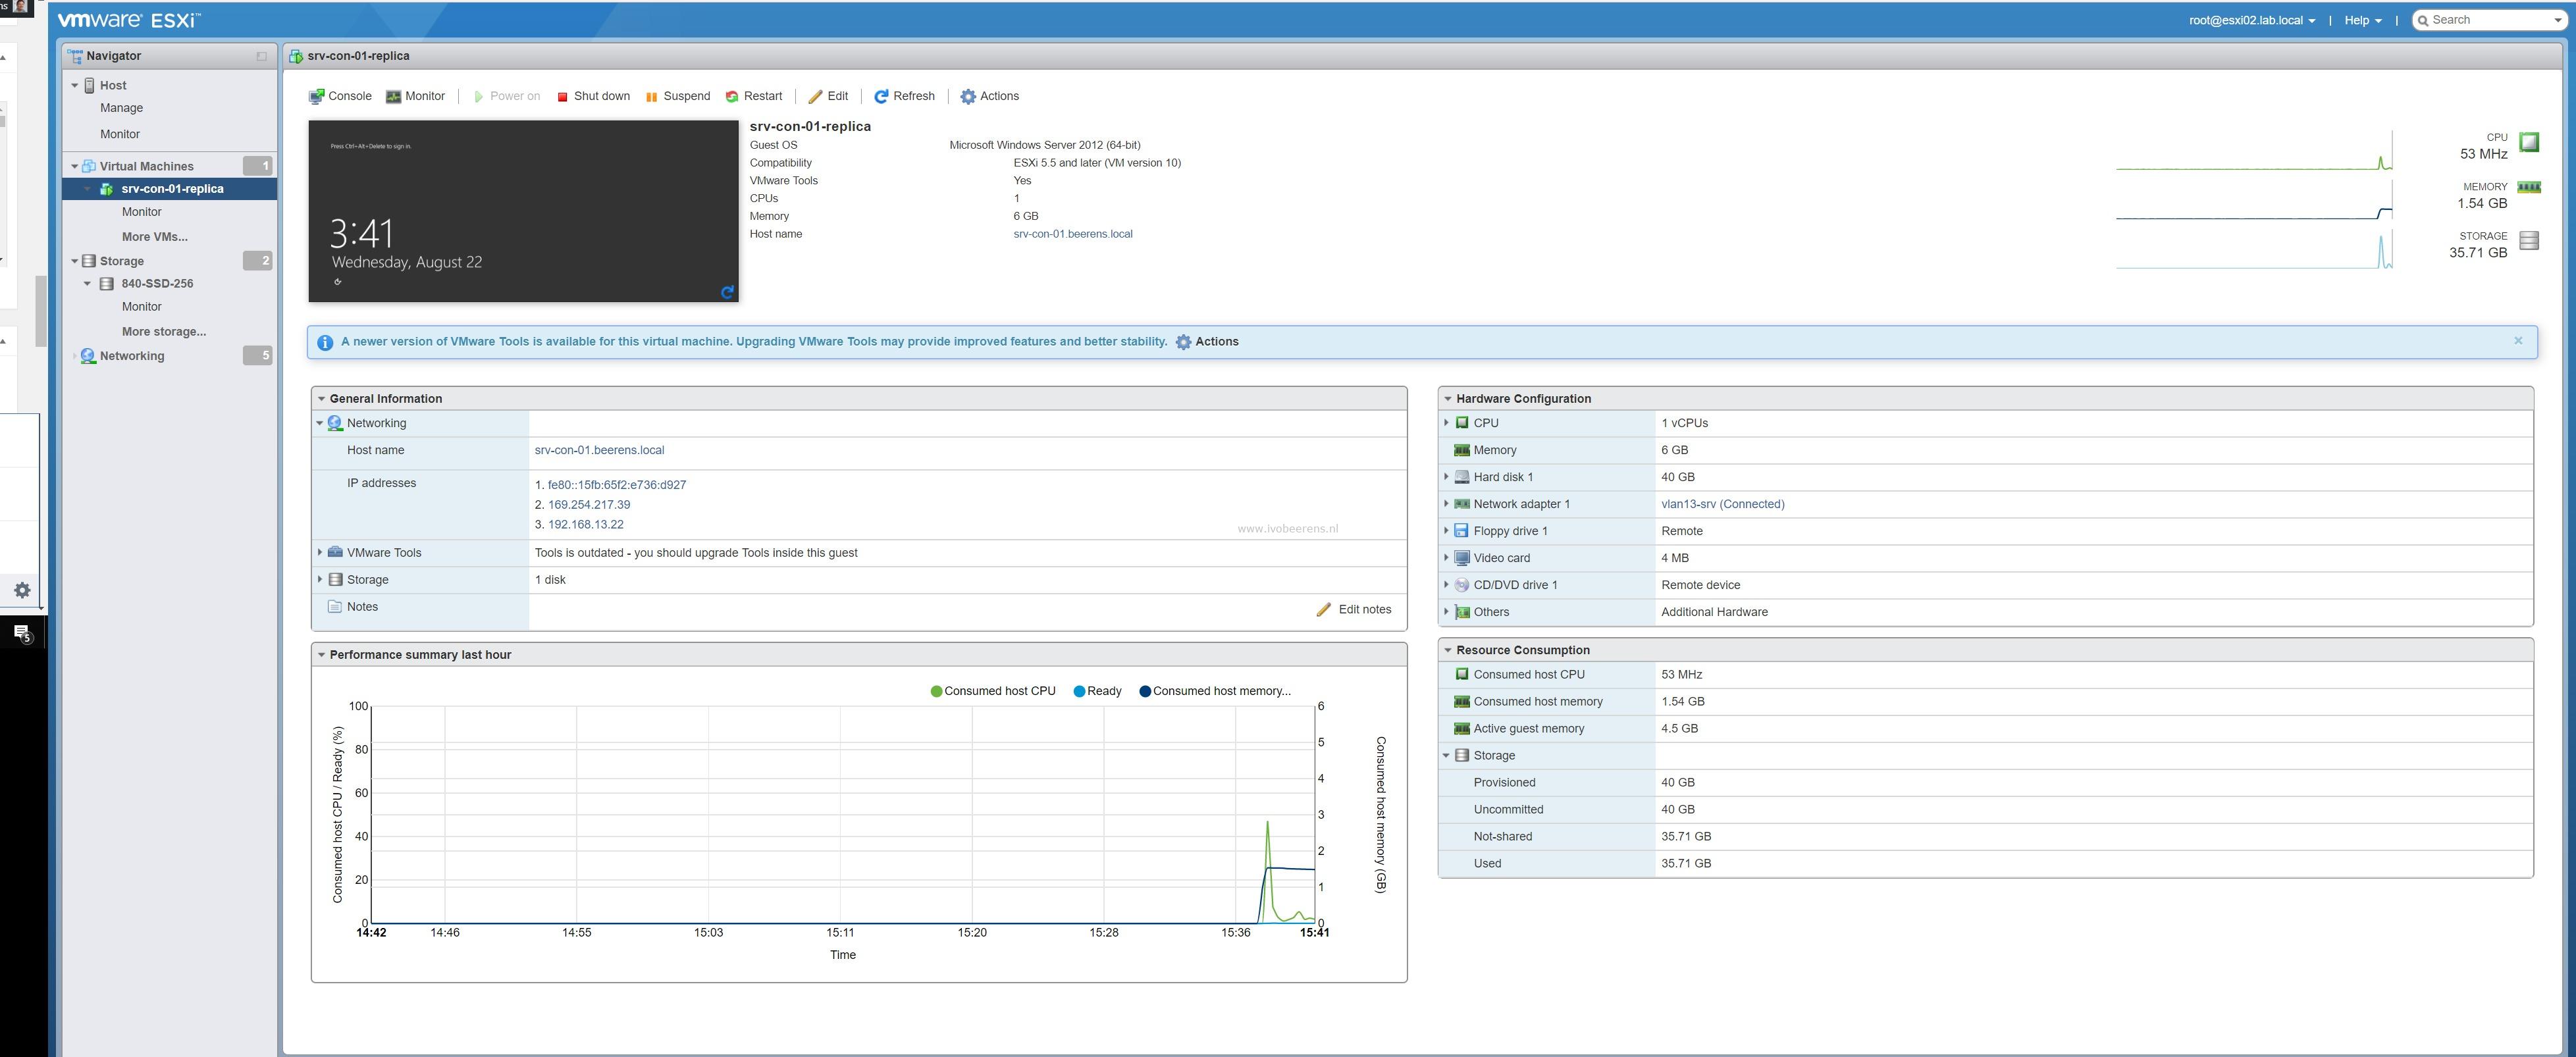 ns
vmware ESXi™
root@esxi02.lab.local | Help | Search
Navigator
Host
Manage
Monitor
Virtual Machines 1
srv-con-01-replica
Monitor
More VMs...
Storage 2
840-SSD-256
Monitor
More storage...
Networking 5
5
srv-con-01-replica
Console Monitor Power on Shut down Suspend Restart Edit Refresh Actions
Press Ctrl+Alt+Delete to sign in.
3:41
Wednesday, August 22
srv-con-01-replica
Guest OS Microsoft Windows Server 2012 (64-bit)
Compatibility ESXi 5.5 and later (VM version 10)
VMware Tools Yes
CPUs 1
Memory 6 GB
Host name srv-con-01.beerens.local
CPU
53 MHz
MEMORY
1.54 GB
STORAGE
35.71 GB
A newer version of VMware Tools is available for this virtual machine. Upgrading VMware Tools may provide improved features and better stability. Actions
General Information
Networking
Host name srv-con-01.beerens.local
IP addresses 1. fe80::15fb:65f2:e736:d927
2. 169.254.217.39
3. 192.168.13.22
www.ivobeerens.nl
VMware Tools Tools is outdated - you should upgrade Tools inside this guest
Storage 1 disk
Notes Edit notes
Performance summary last hour
Consumed host CPU Ready Consumed host memory...
Consumed host CPU / Ready (%)
100
80
60
40
20
0
6
5
4
3
2
1
0
Consumed host memory (GB)
14:42 14:46 14:55 15:03 15:11 15:20 15:28 15:36 15:41
Time
Hardware Configuration
CPU 1 vCPUs
Memory 6 GB
Hard disk 1 40 GB
Network adapter 1 vlan13-srv (Connected)
Floppy drive 1 Remote
Video card 4 MB
CD/DVD drive 1 Remote device
Others Additional Hardware
Resource Consumption
Consumed host CPU 53 MHz
Consumed host memory 1.54 GB
Active guest memory 4.5 GB
Storage
Provisioned 40 GB
Uncommitted 40 GB
Not-shared 35.71 GB
Used 35.71 GB